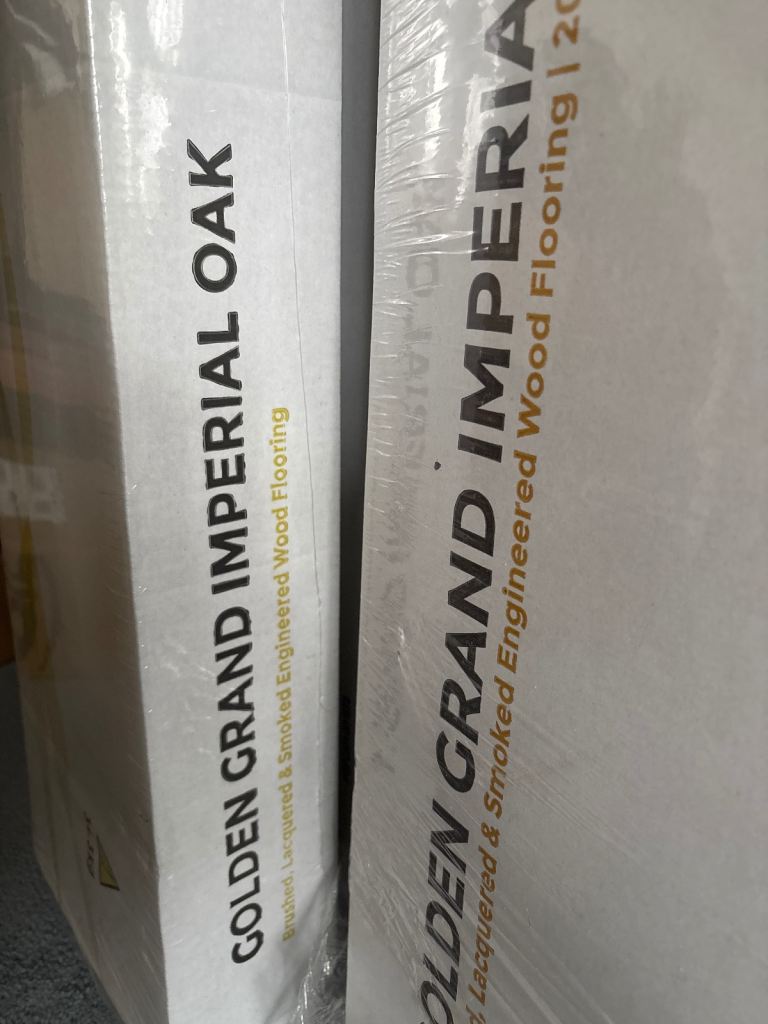 GOLDEN GRAND IMPERIAL OAK
Brushed, Lacquered & Smoked Engineered Wood Flooring
OLDEN GRAND IMPERIA
d, Lacquered & Smoked Engineered Wood Flooring | 20